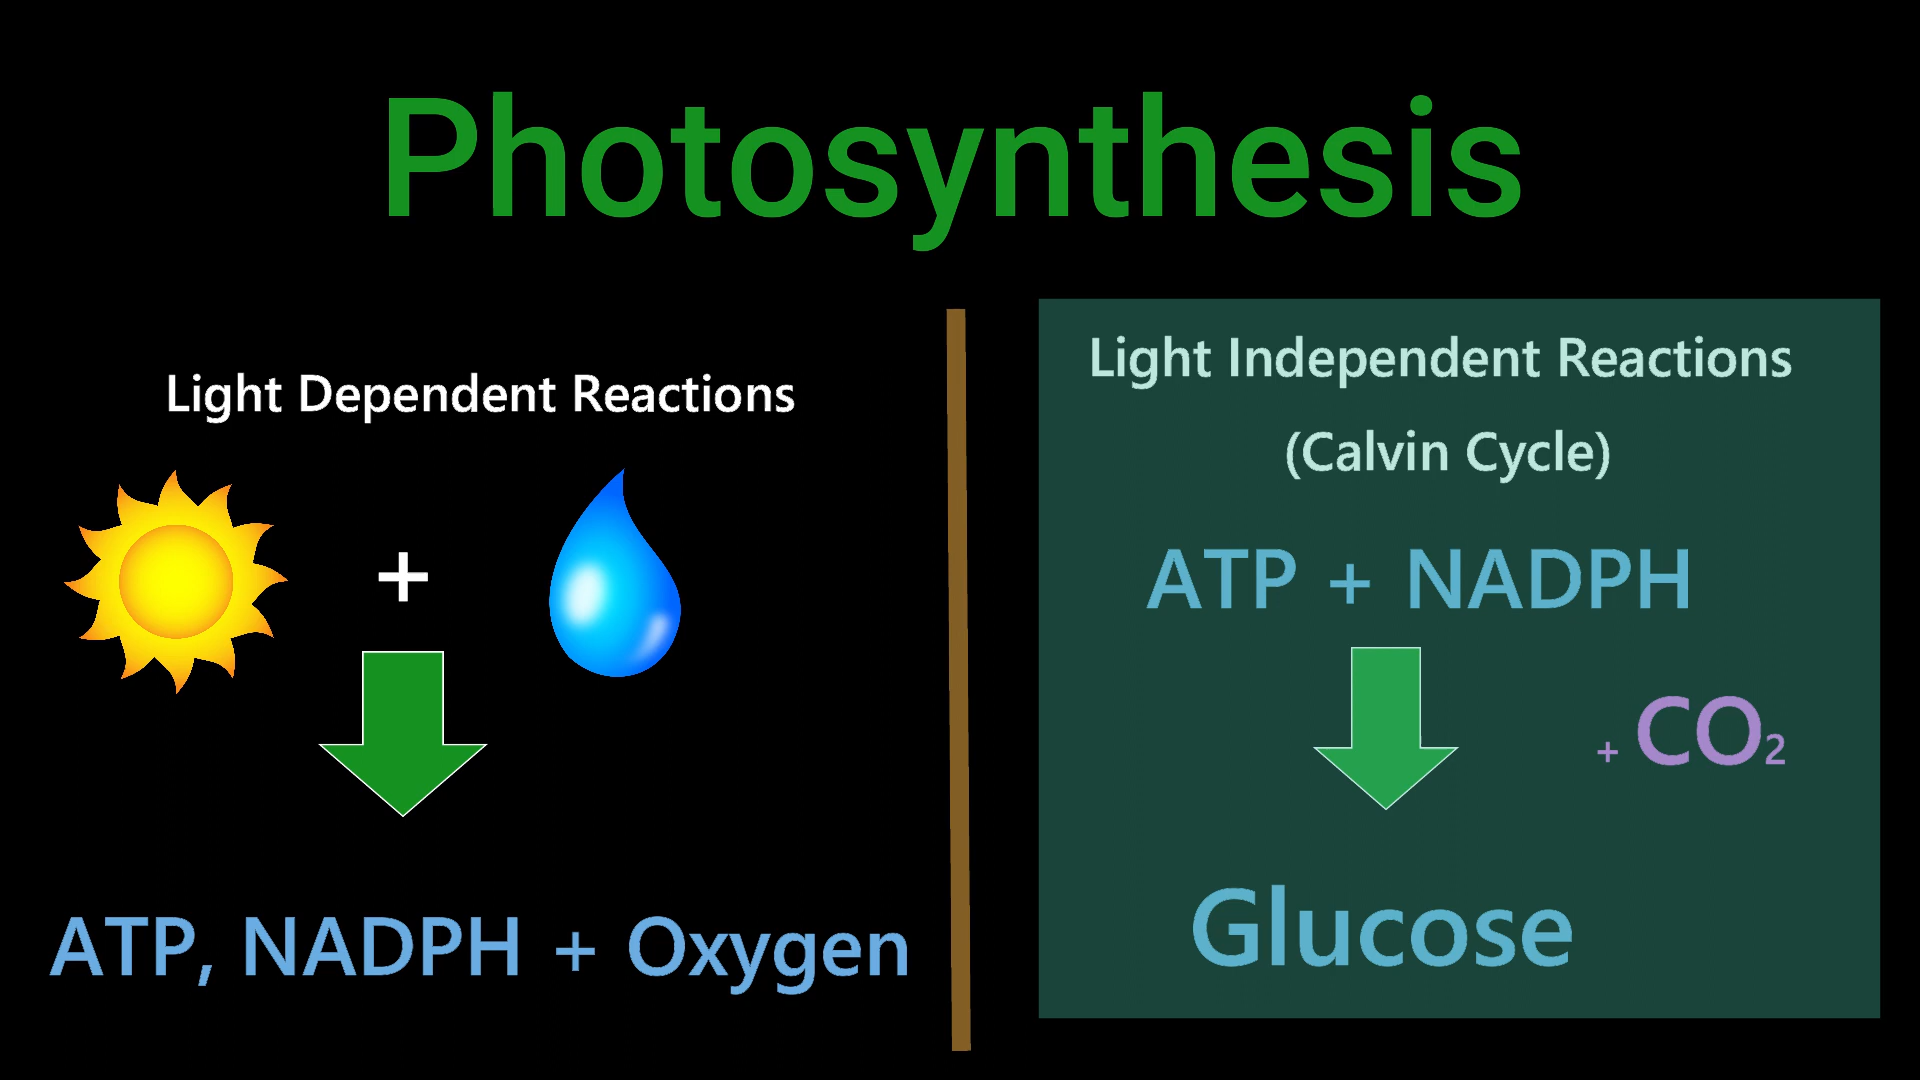 Photosynthesis
Light Dependent Reactions
+
ATP, NADPH + Oxygen
Light Independent Reactions
(Calvin Cycle)
ATP + NADPH
+ CO₂
Glucose